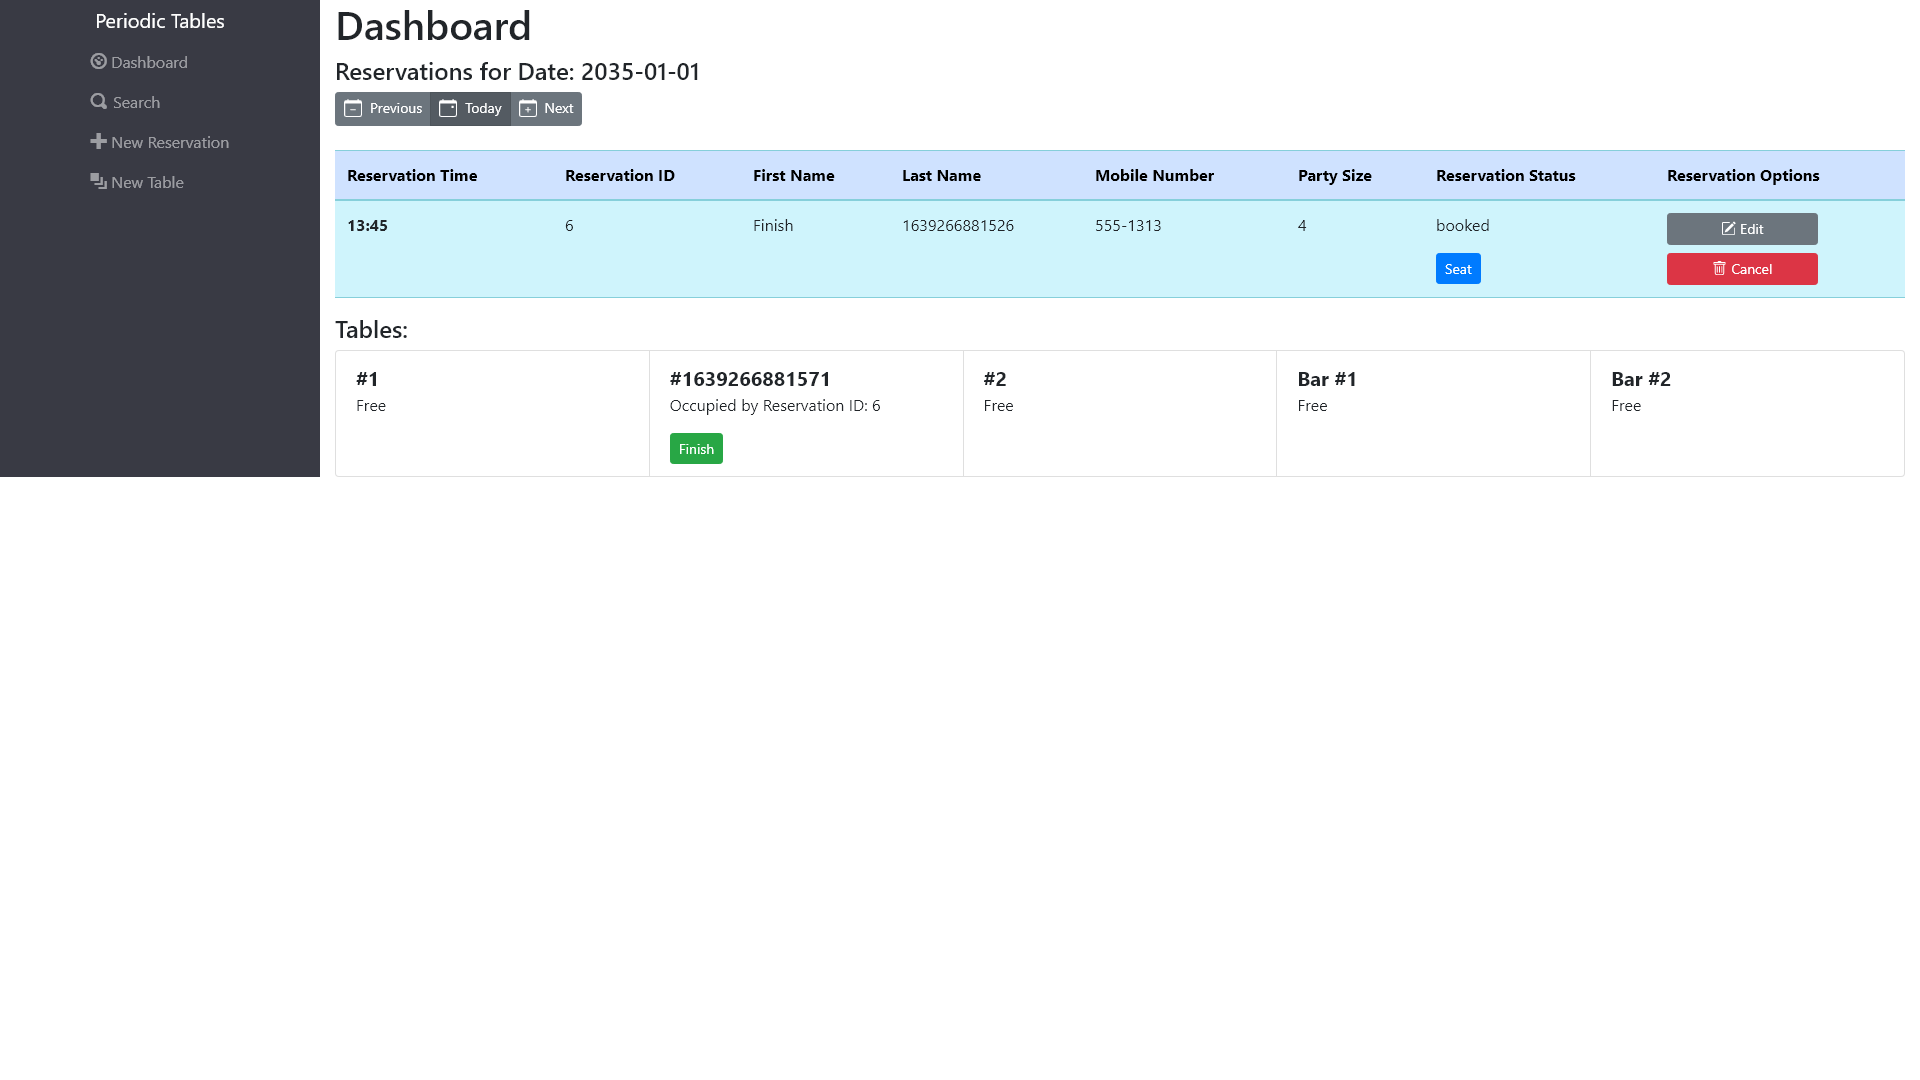 Periodic Tables
Dashboard
Search
New Reservation
New Table
Dashboard
Reservations for Date: 2035-01-01
Previous Today Next
Reservation Time Reservation ID First Name Last Name Mobile Number Party Size Reservation Status Reservation Options
13:45 6 Finish 1639266881526 555-1313 4 booked Edit
Seat Cancel
Tables:
#1 #1639266881571 #2 Bar #1 Bar #2
Free Occupied by Reservation ID: 6 Free Free Free
Finish